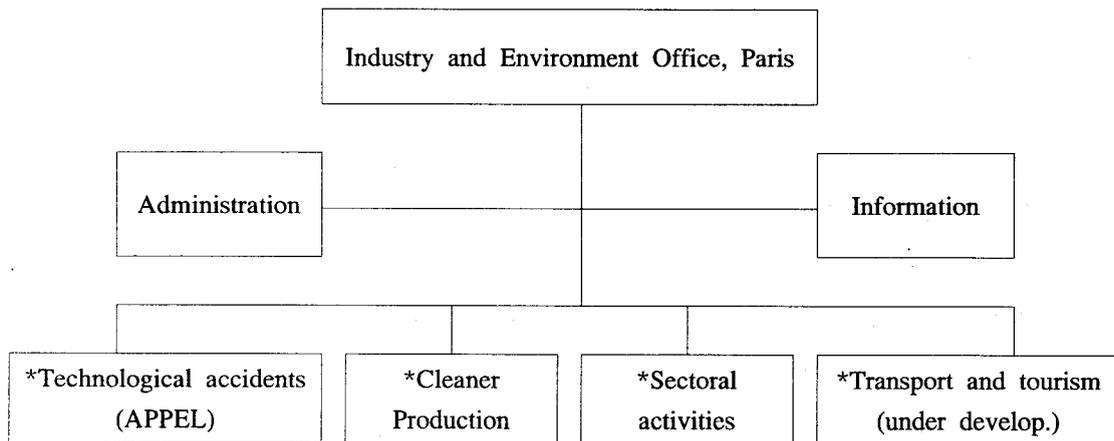 Industry and Environment Office, Paris
Administration
Information
*Technological accidents
(APPEL)
*Cleaner
Production
*Sectoral
activities
*Transport and tourism
(under develop.)